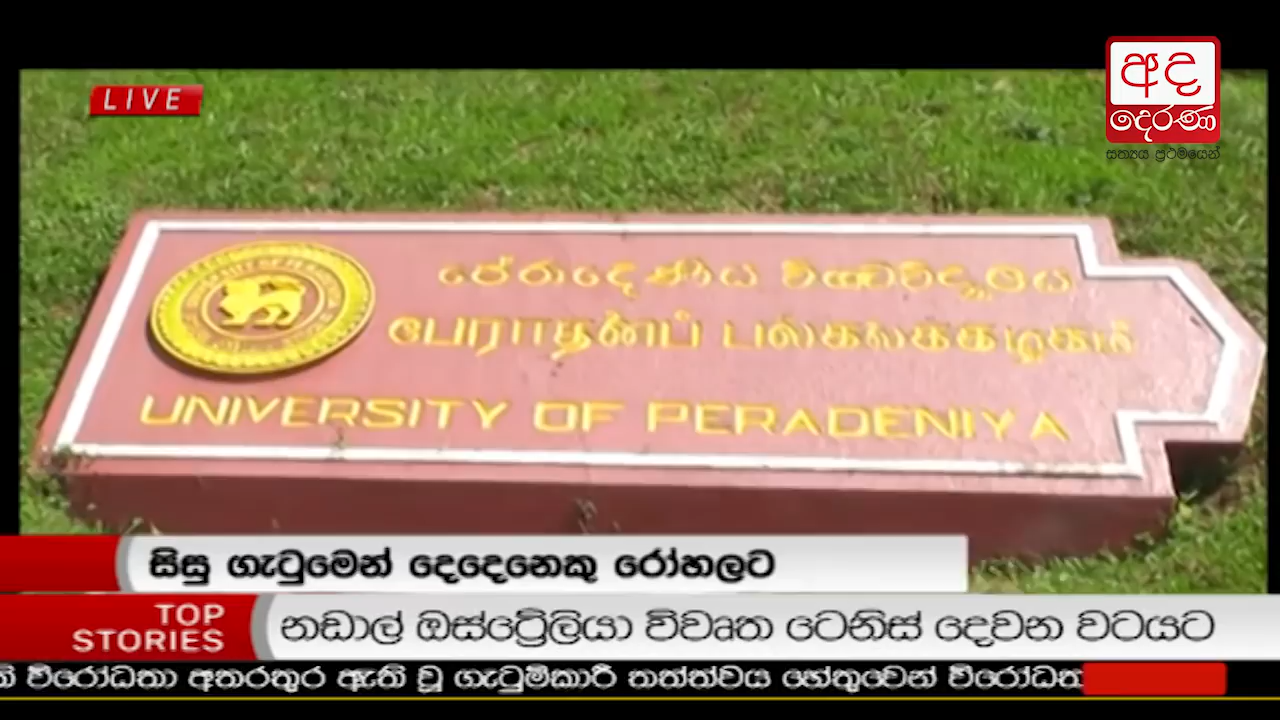 LIVE
අද
දෙරණ
සත්‍යය ප්‍රථමයෙන්
පේරාදෙණිය විශ්වවිද්‍යාලය
பேராதனைப் பல்கலைக்கழகம்
UNIVERSITY OF PERADENIYA
සිසු ගැටුමෙන් දෙදෙනෙකු රෝහලට
TOP STORIES
නඩාල් ඔස්ට්‍රේලියා විවෘත ටෙනිස් දෙවන වටයට
විරෝධතා අතරතුර ඇති වූ ගැටුම්කාරී තත්ත්වය හේතුවෙන්